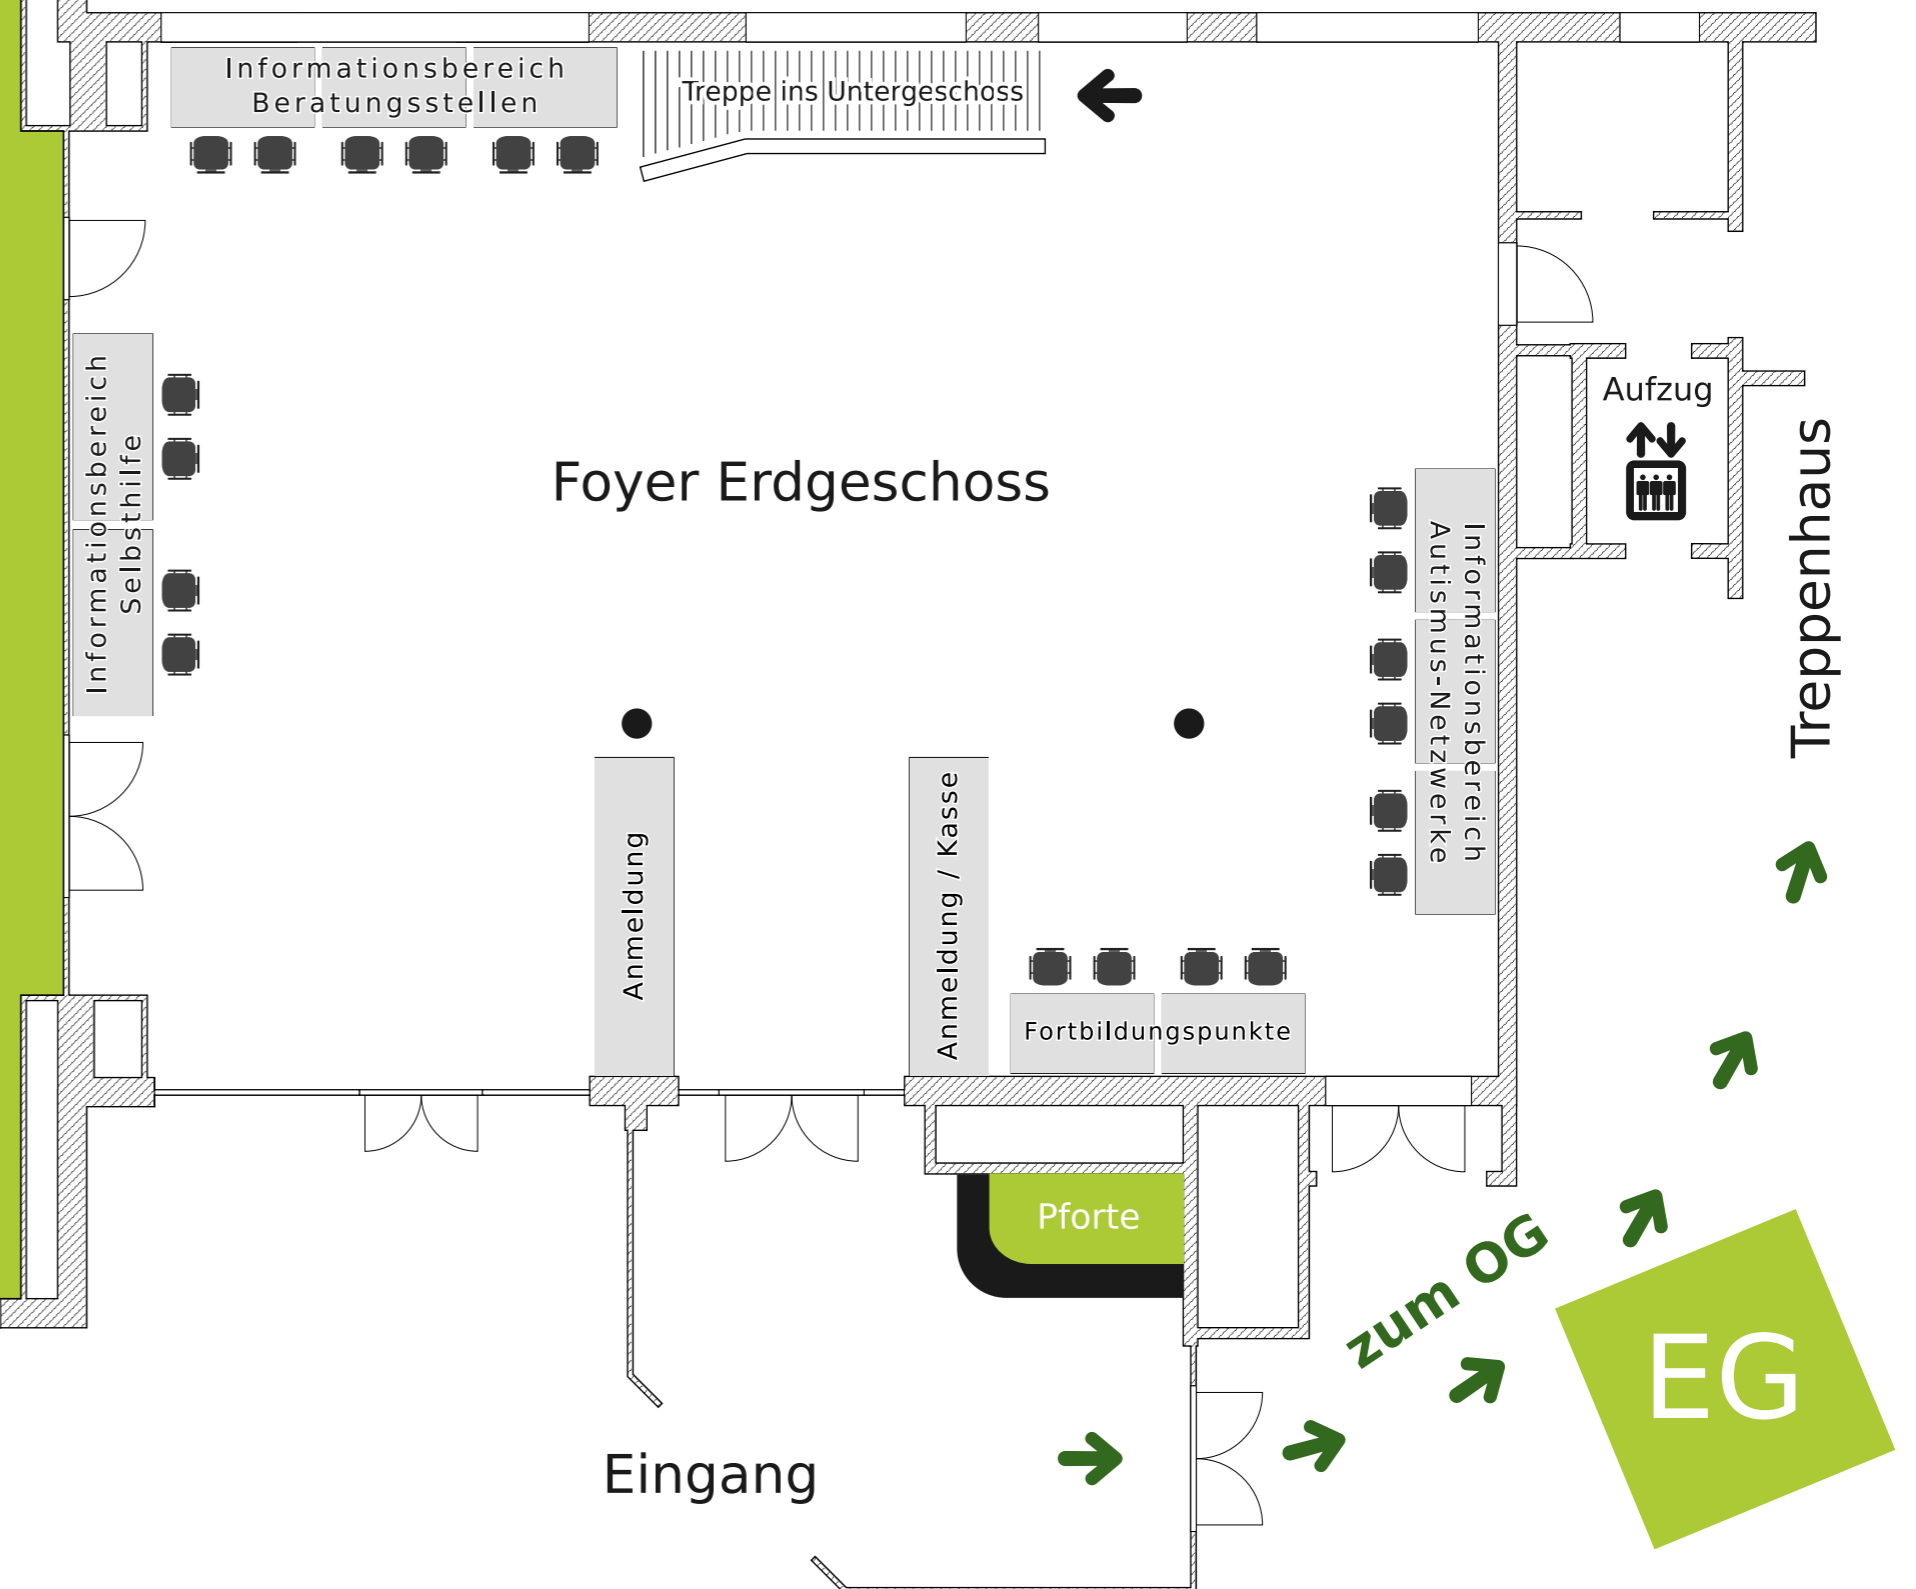 Informationsbereich
Beratungsstellen
Treppe ins Untergeschoss
Informationsbereich
Selbsthilfe
Foyer Erdgeschoss
Aufzug
Treppenhaus
Informationsbereich
Autismus-Netzwerke
Anmeldung
Anmeldung / Kasse
Fortbildungspunkte
Pforte
zum OG
EG
Eingang